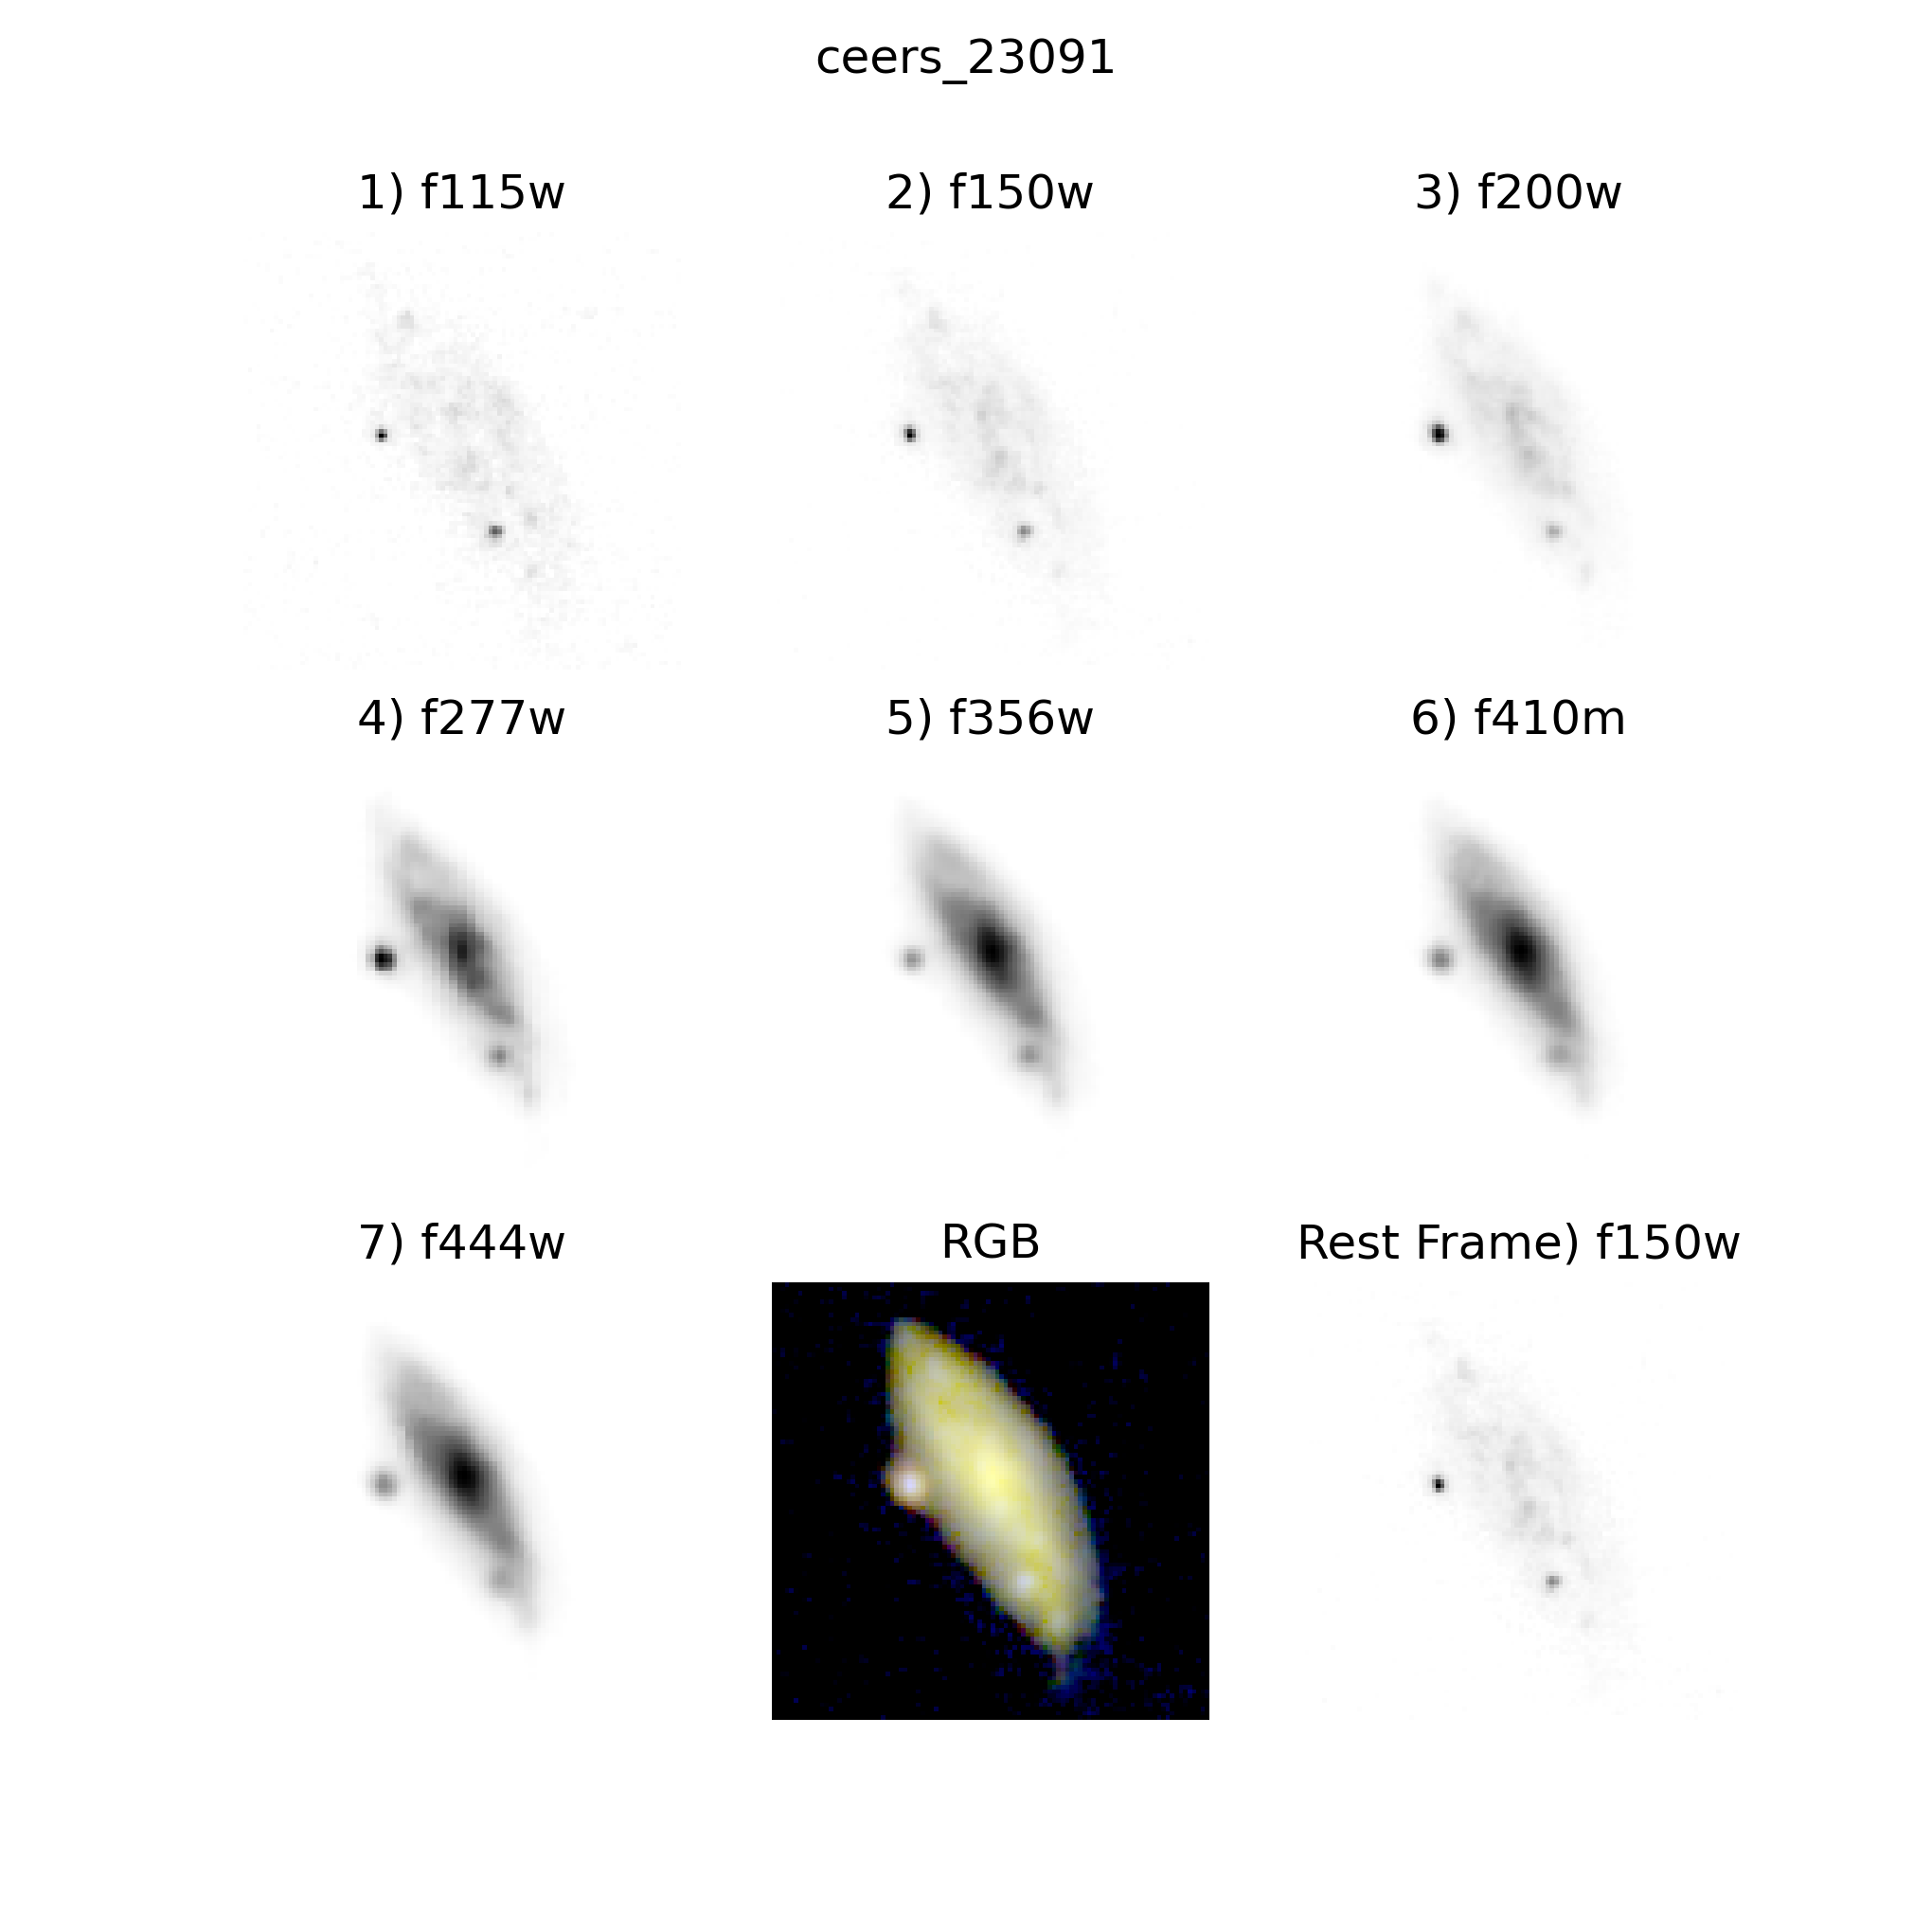 ceers_23091
1) f115w
2) f150w
3) f200w
4) f277w
5) f356w
6) f410m
7) f444w
RGB
Rest Frame) f150w